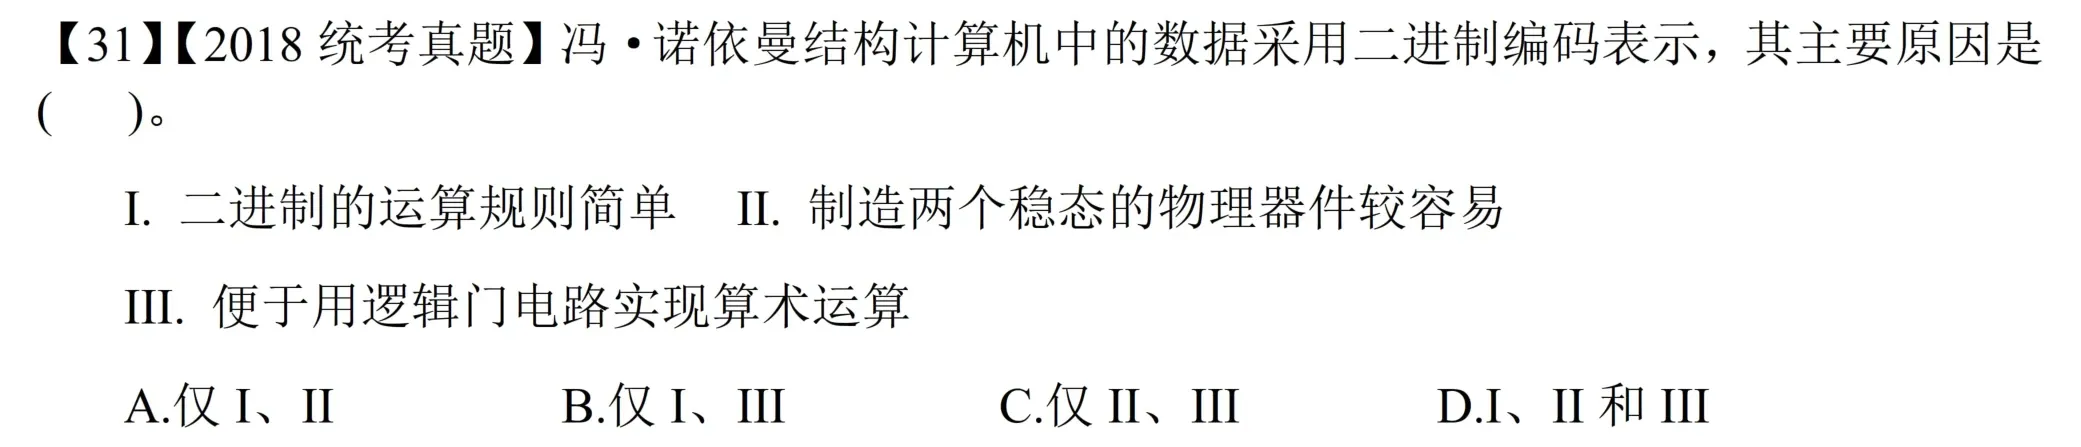 【31】【2018 统考真题】冯·诺依曼结构计算机中的数据采用二进制编码表示，其主要原因是
(    )。
I. 二进制的运算规则简单    II. 制造两个稳态的物理器件较容易
III. 便于用逻辑门电路实现算术运算
A.仅 I、II    B.仅 I、III    C.仅 II、III    D.I、II 和 III